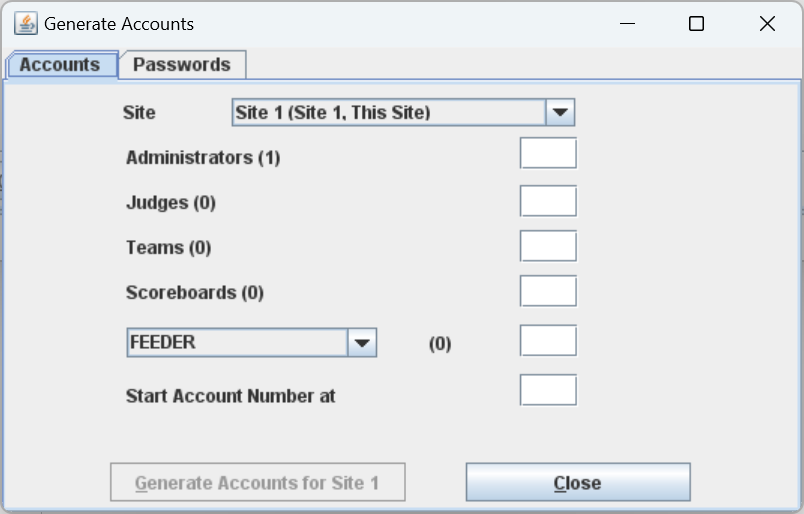 Generate Accounts
Accounts Passwords
Site Site 1 (Site 1, This Site)
Administrators (1)
Judges (0)
Teams (0)
Scoreboards (0)
FEEDER (0)
Start Account Number at
Generate Accounts for Site 1 Close